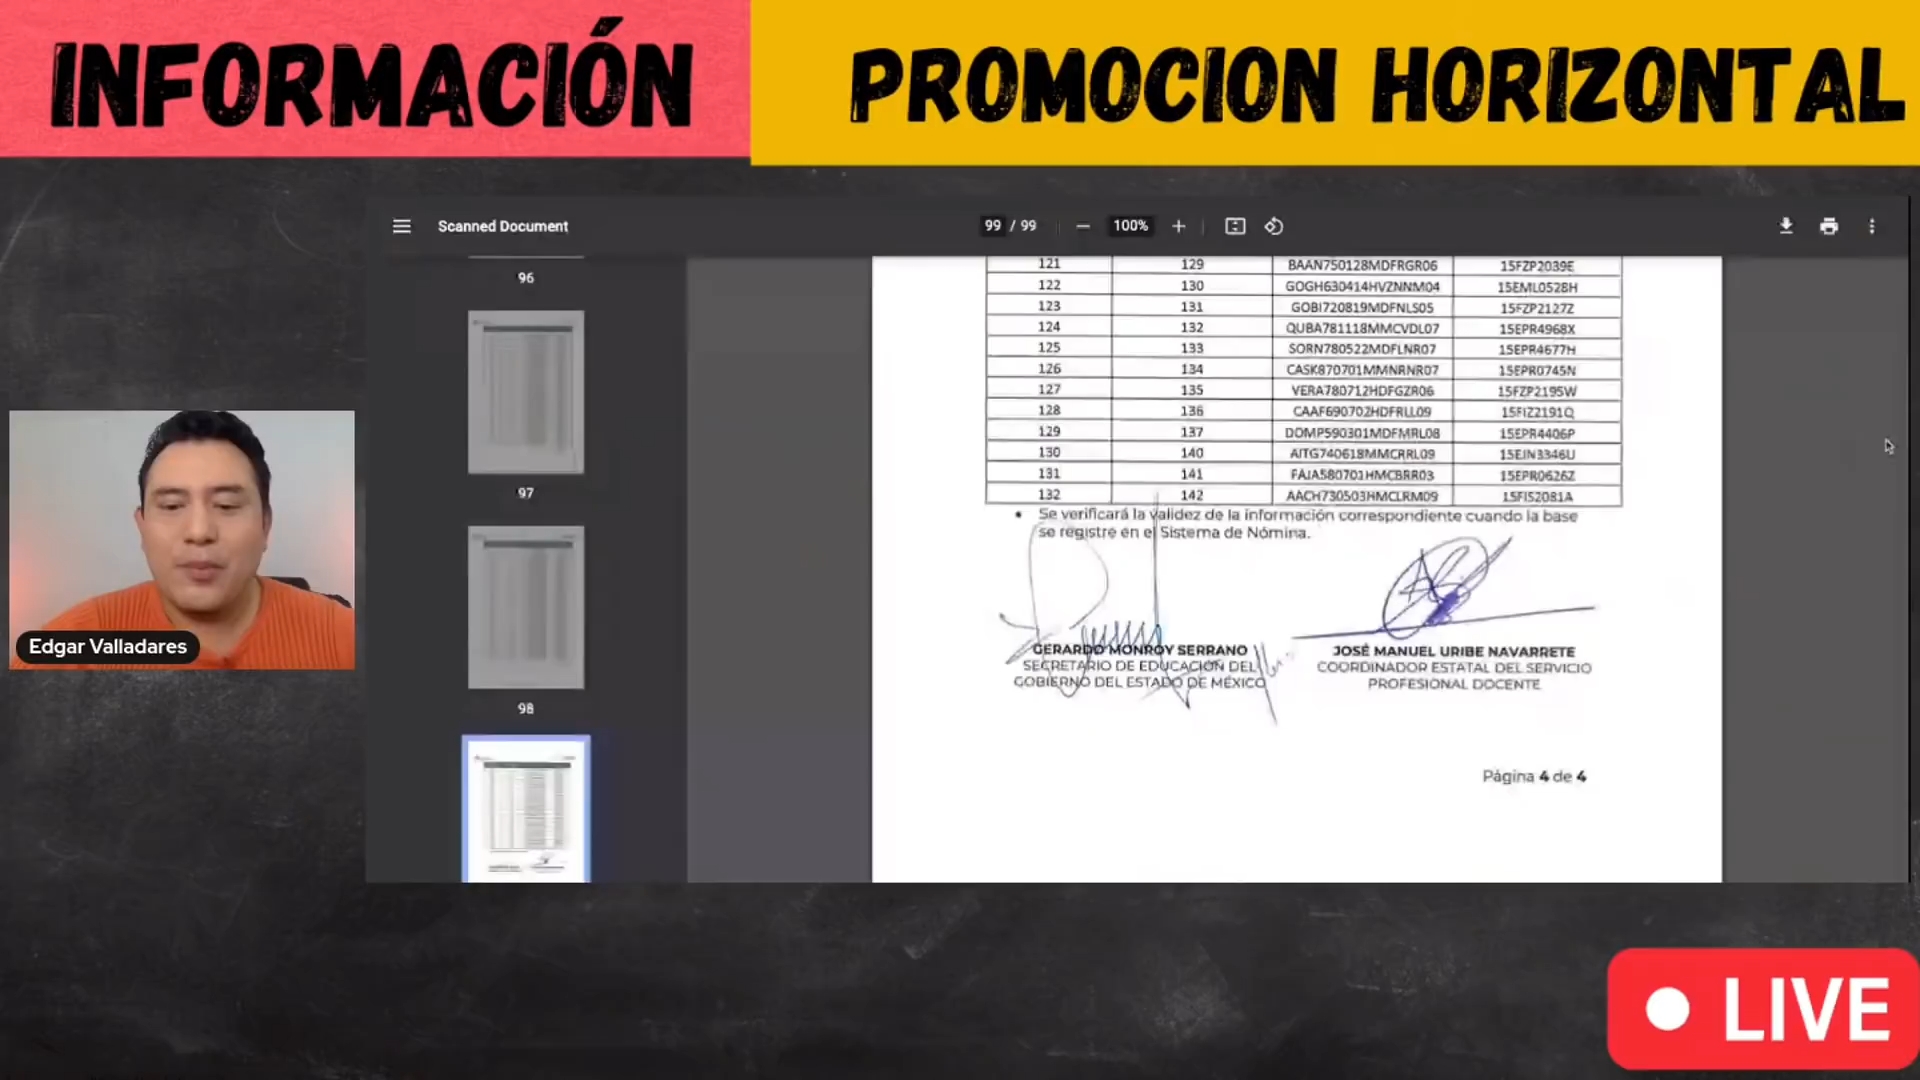 INFORMACIÓN
PROMOCION HORIZONTAL
Scanned Document
99 / 99
100%
96
97
98
121 129 BAAN750128MDFRGR06 15FZP2039E
122 130 GOGH630414HVZNNM04 15EML0528H
123 131 GOBI720819MDFNLS05 15FZP2127Z
124 132 QUBA781118MMCVDL07 15EPR4968X
125 133 SORN780522MDFLNR07 15EPR4677H
126 134 CASK870701MMNRNR07 15EPR0745N
127 135 VERA780712HDFGZR06 15FZP2195W
128 136 CAAF690702HDFRLL09 15FIZ2191Q
129 137 DOMP590301MDFMRL08 15EPR4406P
130 140 AITG740618MMCRRL09 15EJN3346U
131 141 FAJA580701HMCBRR03 15EPR0626Z
132 142 AACH730503HMCLRM09 15FIS2081A
• Se verificará la validez de la información correspondiente cuando la base
se registre en el Sistema de Nómina.
GERARDO MONROY SERRANO
SECRETARIO DE EDUCACIÓN DEL
GOBIERNO DEL ESTADO DE MÉXICO
JOSÉ MANUEL URIBE NAVARRETE
COORDINADOR ESTATAL DEL SERVICIO
PROFESIONAL DOCENTE
Página 4 de 4
Edgar Valladares
LIVE